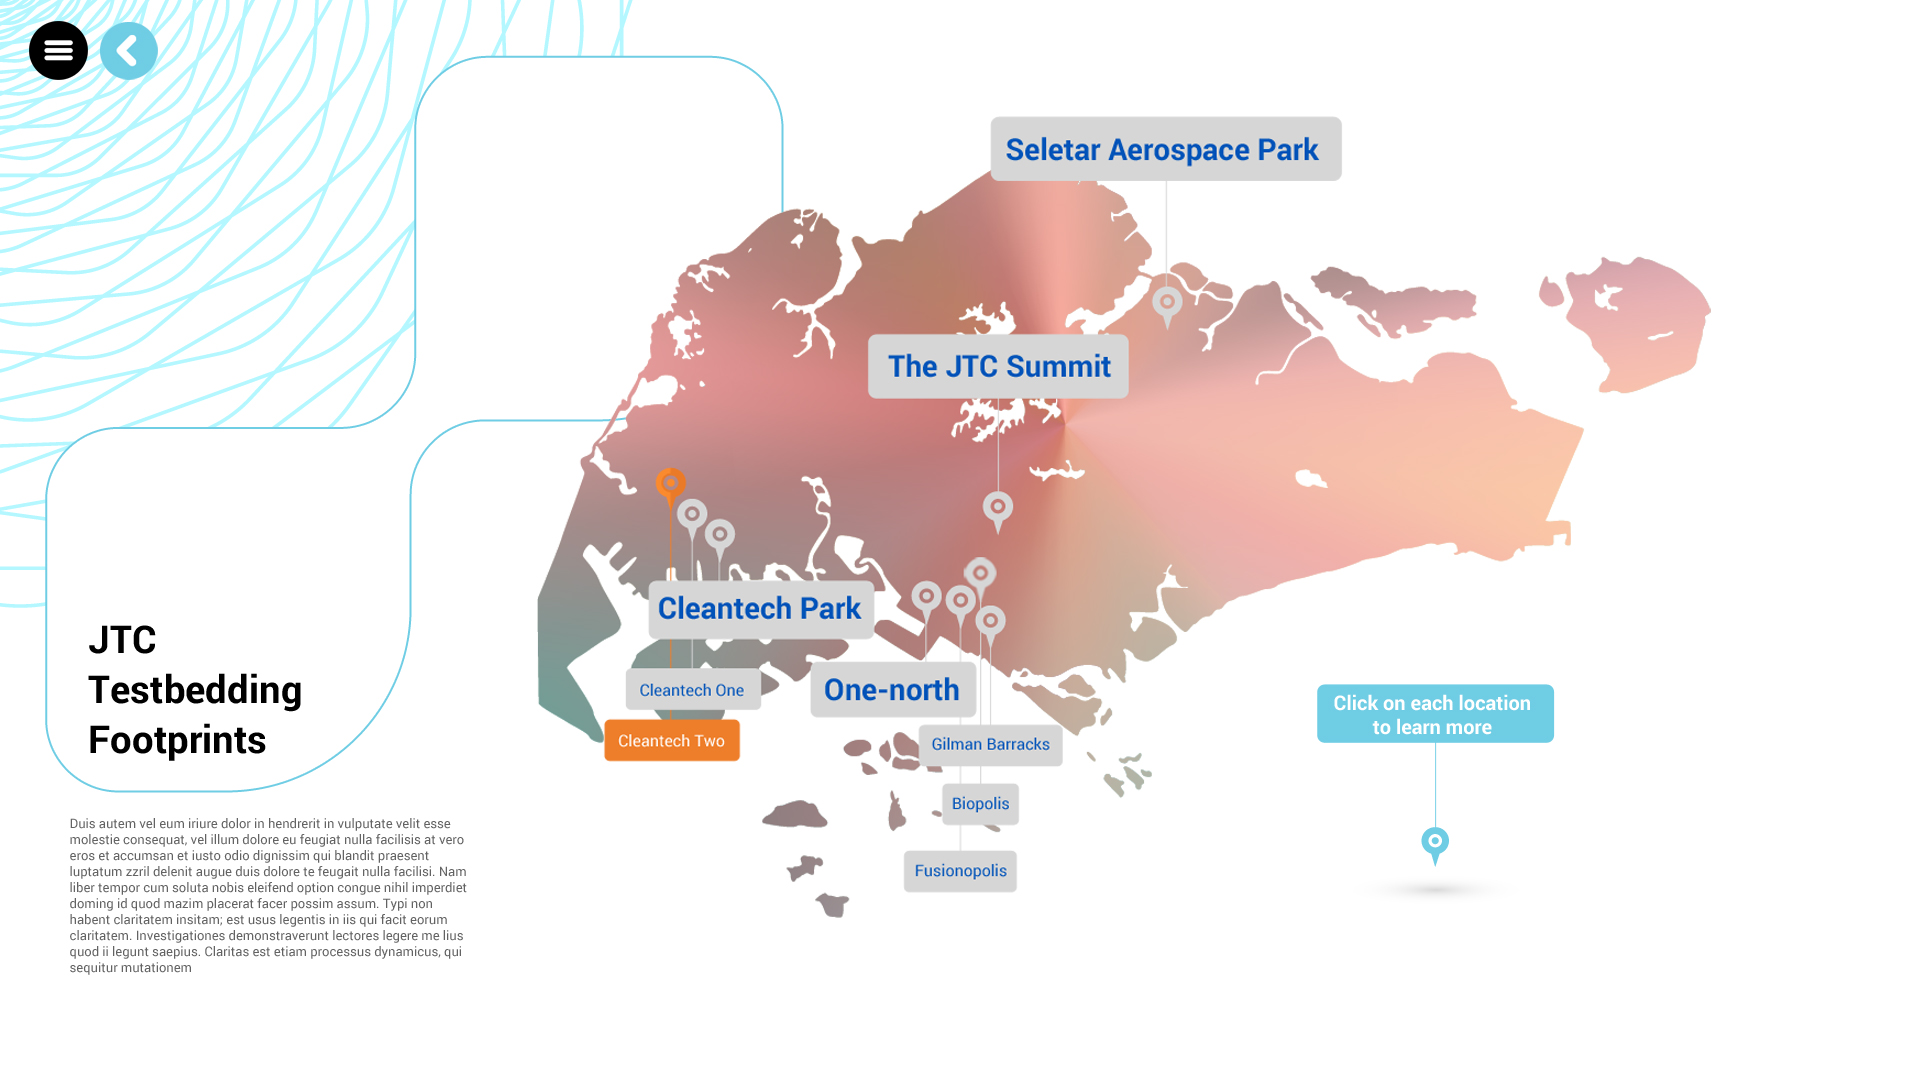 Seletar Aerospace Park
The JTC Summit
Cleantech Park
Cleantech One
Cleantech Two
One-north
Gilman Barracks
Biopolis
Fusionopolis
Click on each location
to learn more
JTC
Testbedding
Footprints
Duis autem vel eum iriure dolor in hendrerit in vulputate velit esse
molestie consequat, vel illum dolore eu feugiat nulla facilisis at vero
eros et accumsan et iusto odio dignissim qui blandit praesent
luptatum zzril delenit augue duis dolore te feugait nulla facilisi. Nam
liber tempor cum soluta nobis eleifend option congue nihil imperdiet
doming id quod mazim placerat facer possim assum. Typi non
habent claritatem insitam; est usus legentis in iis qui facit eorum
claritatem. Investigationes demonstraverunt lectores legere me lius
quod ii legunt saepius. Claritas est etiam processus dynamicus, qui
sequitur mutationem